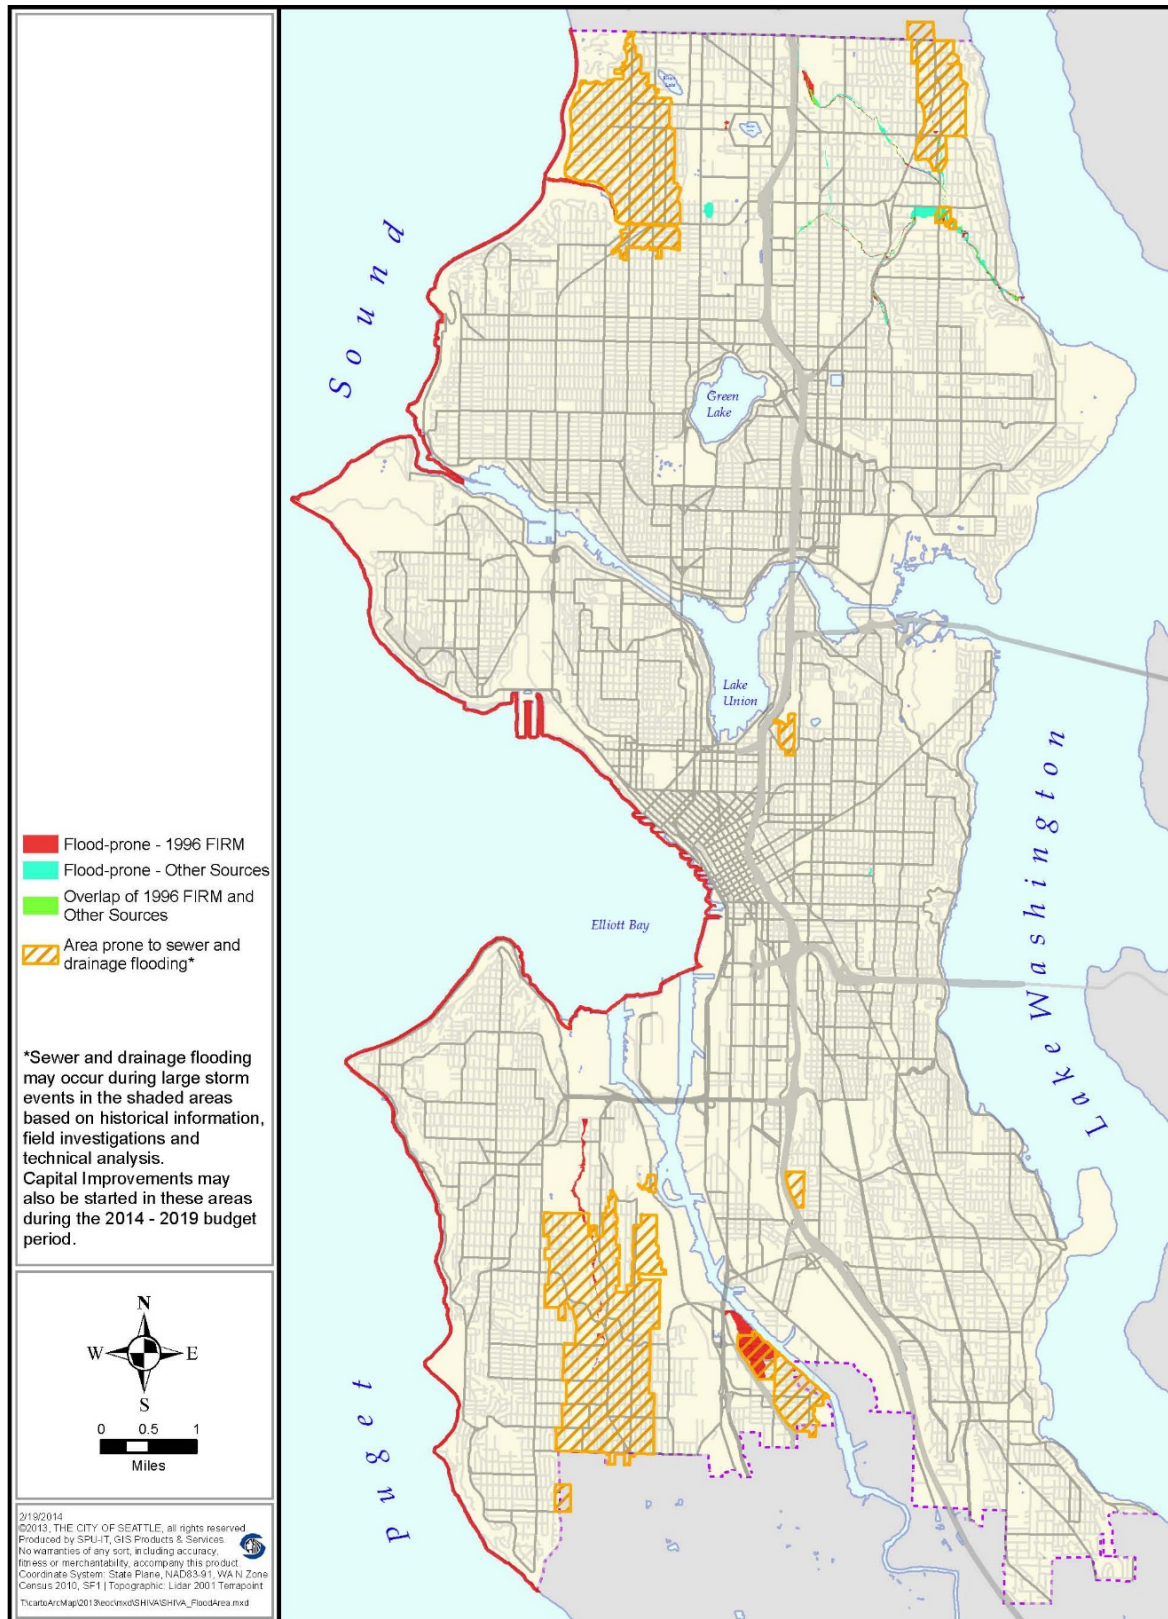 Flood-prone - 1996 FIRM
Flood-prone - Other Sources
Overlap of 1996 FIRM and
Other Sources
Area prone to sewer and
drainage flooding*
*Sewer and drainage flooding
may occur during large storm
events in the shaded areas
based on historical information,
field investigations and
technical analysis.
Capital Improvements may
also be started in these areas
during the 2014 - 2019 budget
period.
N
W E
S
0 0.5 1
Miles
2/19/2014
©2013, THE CITY OF SEATTLE, all rights reserved.
Produced by SPU-IT, GIS Products & Services.
No warranties of any sort, including accuracy,
fitness or merchantability, accompany this product.
Coordinate System: State Plane, NAD83-91, WA N Zone
Census 2010, SF1 | Topographic: Lidar 2001 Terrapoint
Sound
Green
Lake
Lake
Union
Elliott Bay
Lake Washington
Puget